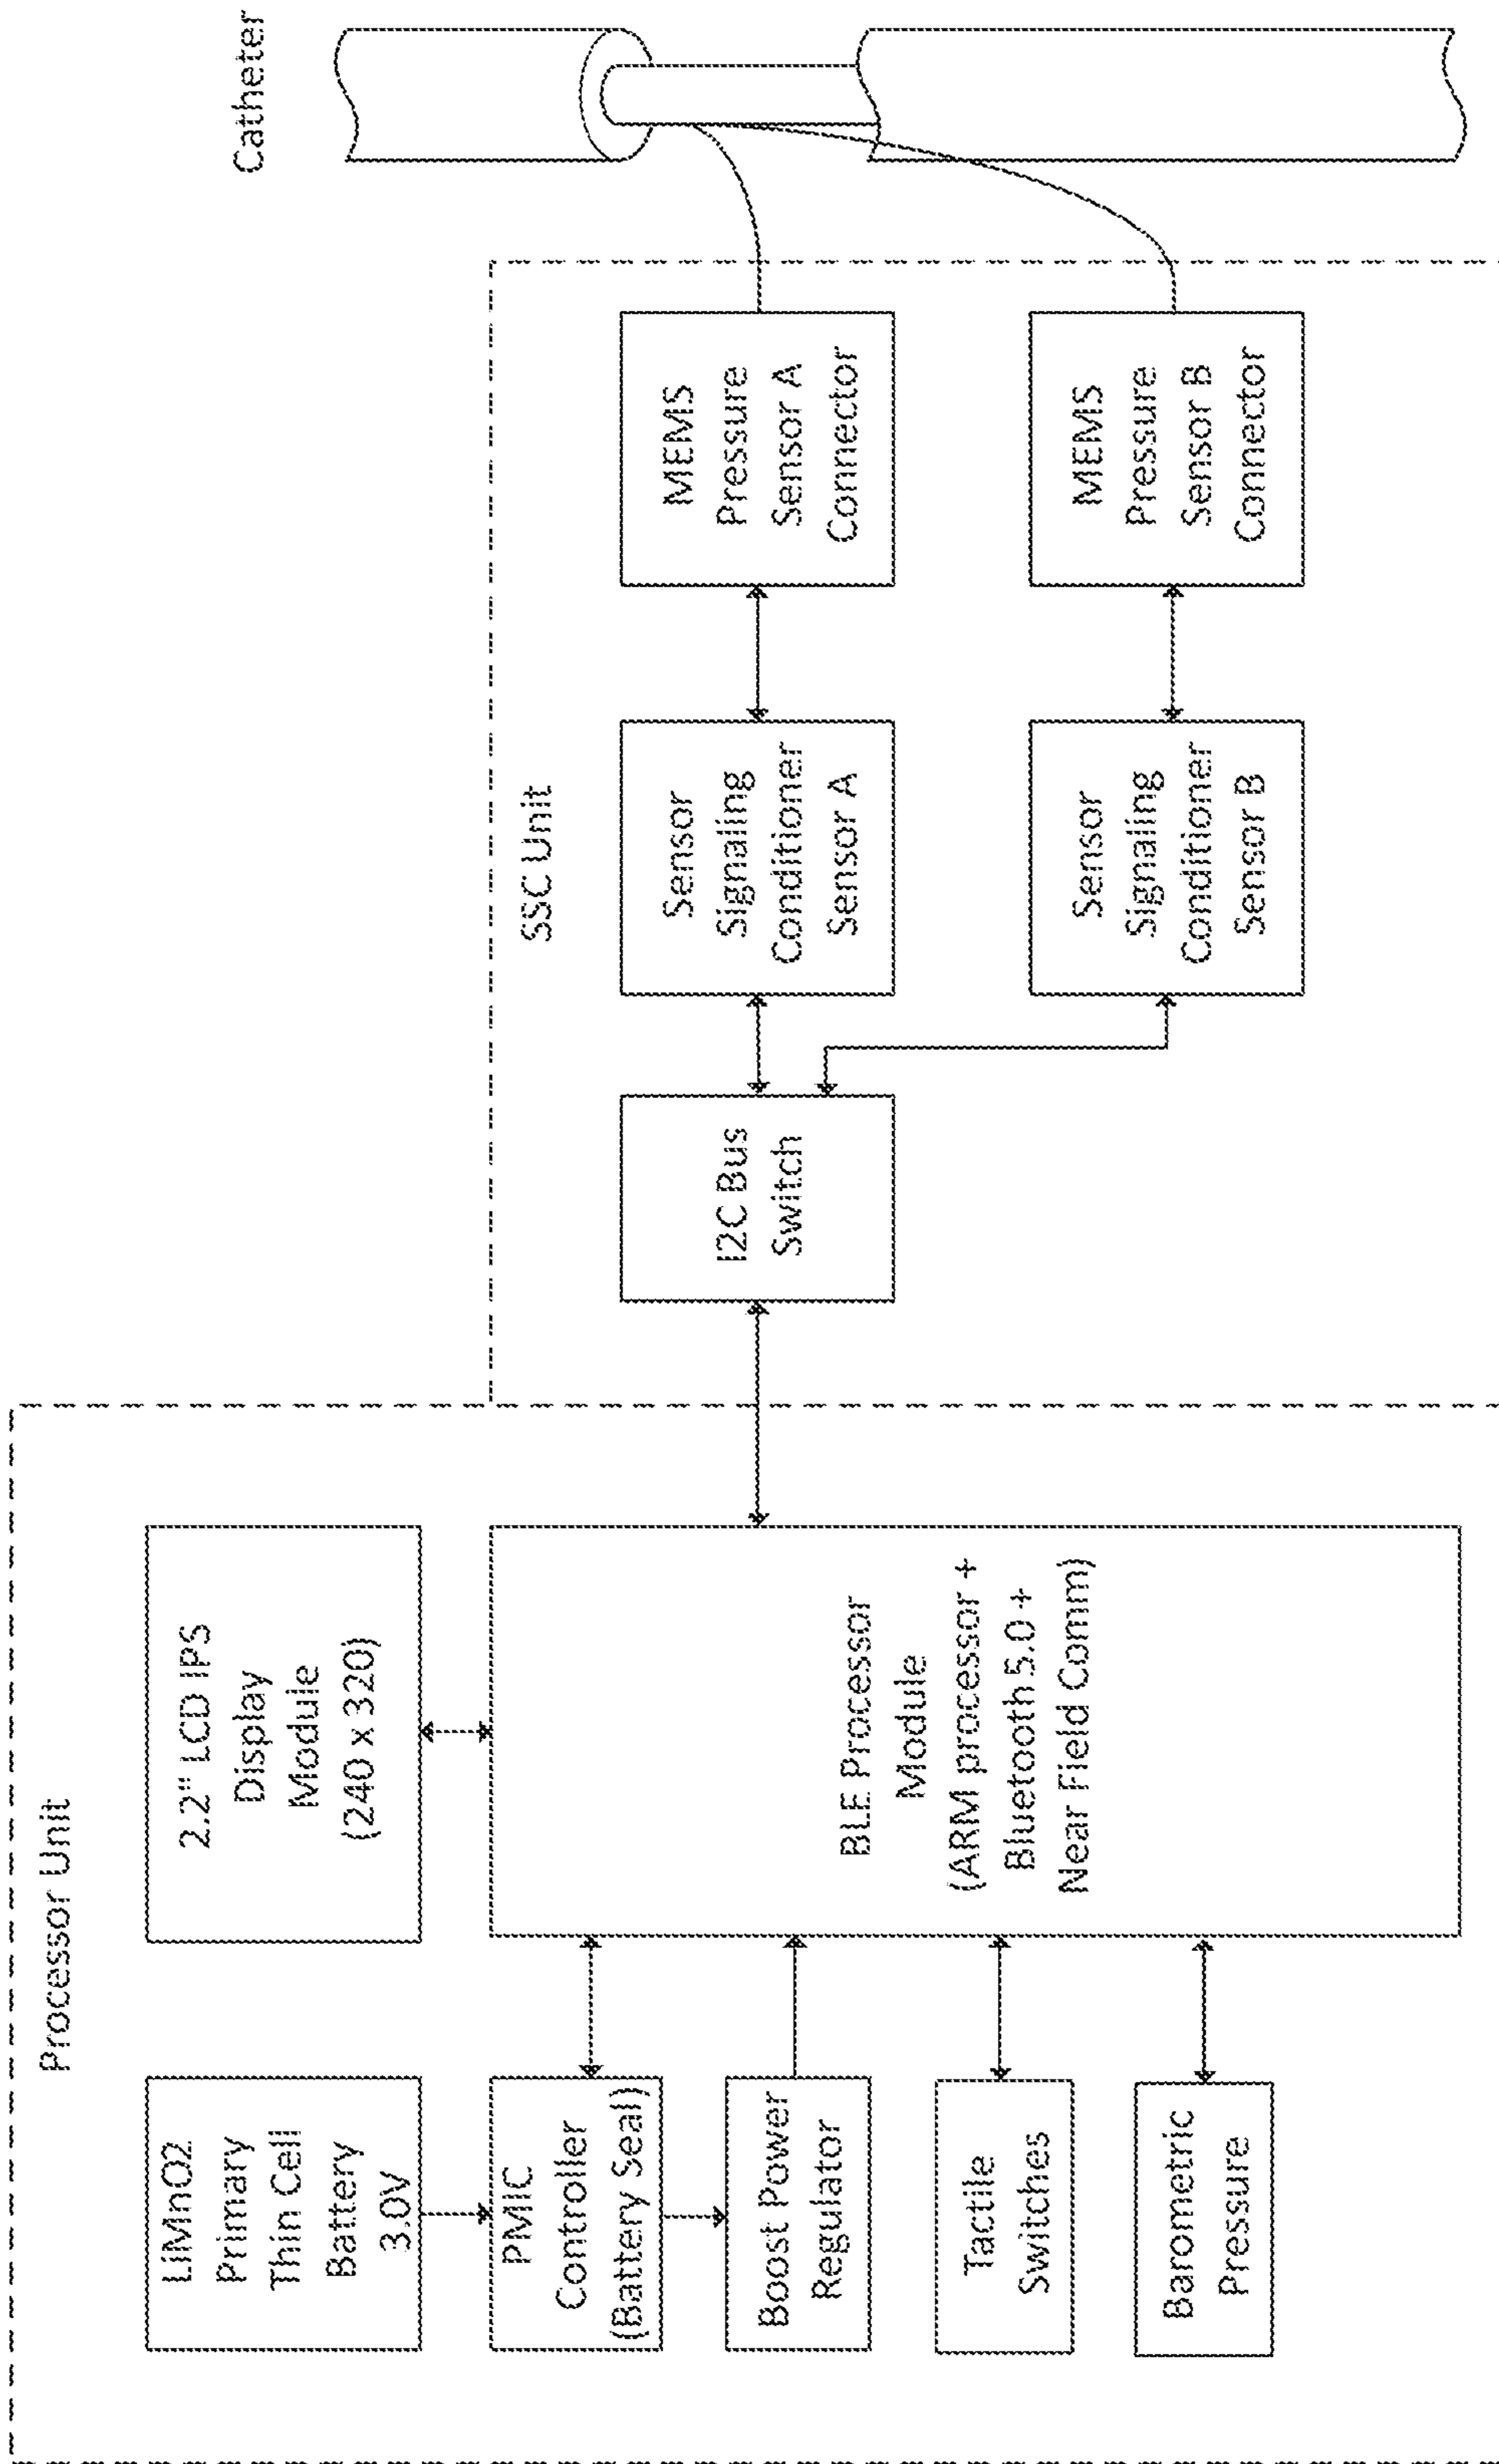 Processor Unit
LiMnO2
Primary
Thin Cell
Battery
3.0V
2.2" LCD IPS
Display
Module
(240 x 320)
PMIC
Controller
(Battery Seal)
Boost Power
Regulator
Tactile
Switches
Barometric
Pressure
BLE Processor
Module
(ARM processor +
Bluetooth 5.0 +
Near Field Comm)
SSC Unit
I2C Bus
Switch
Sensor
Signaling
Conditioner
Sensor A
MEMS
Pressure
Sensor A
Connector
Sensor
Signaling
Conditioner
Sensor B
MEMS
Pressure
Sensor B
Connector
Catheter